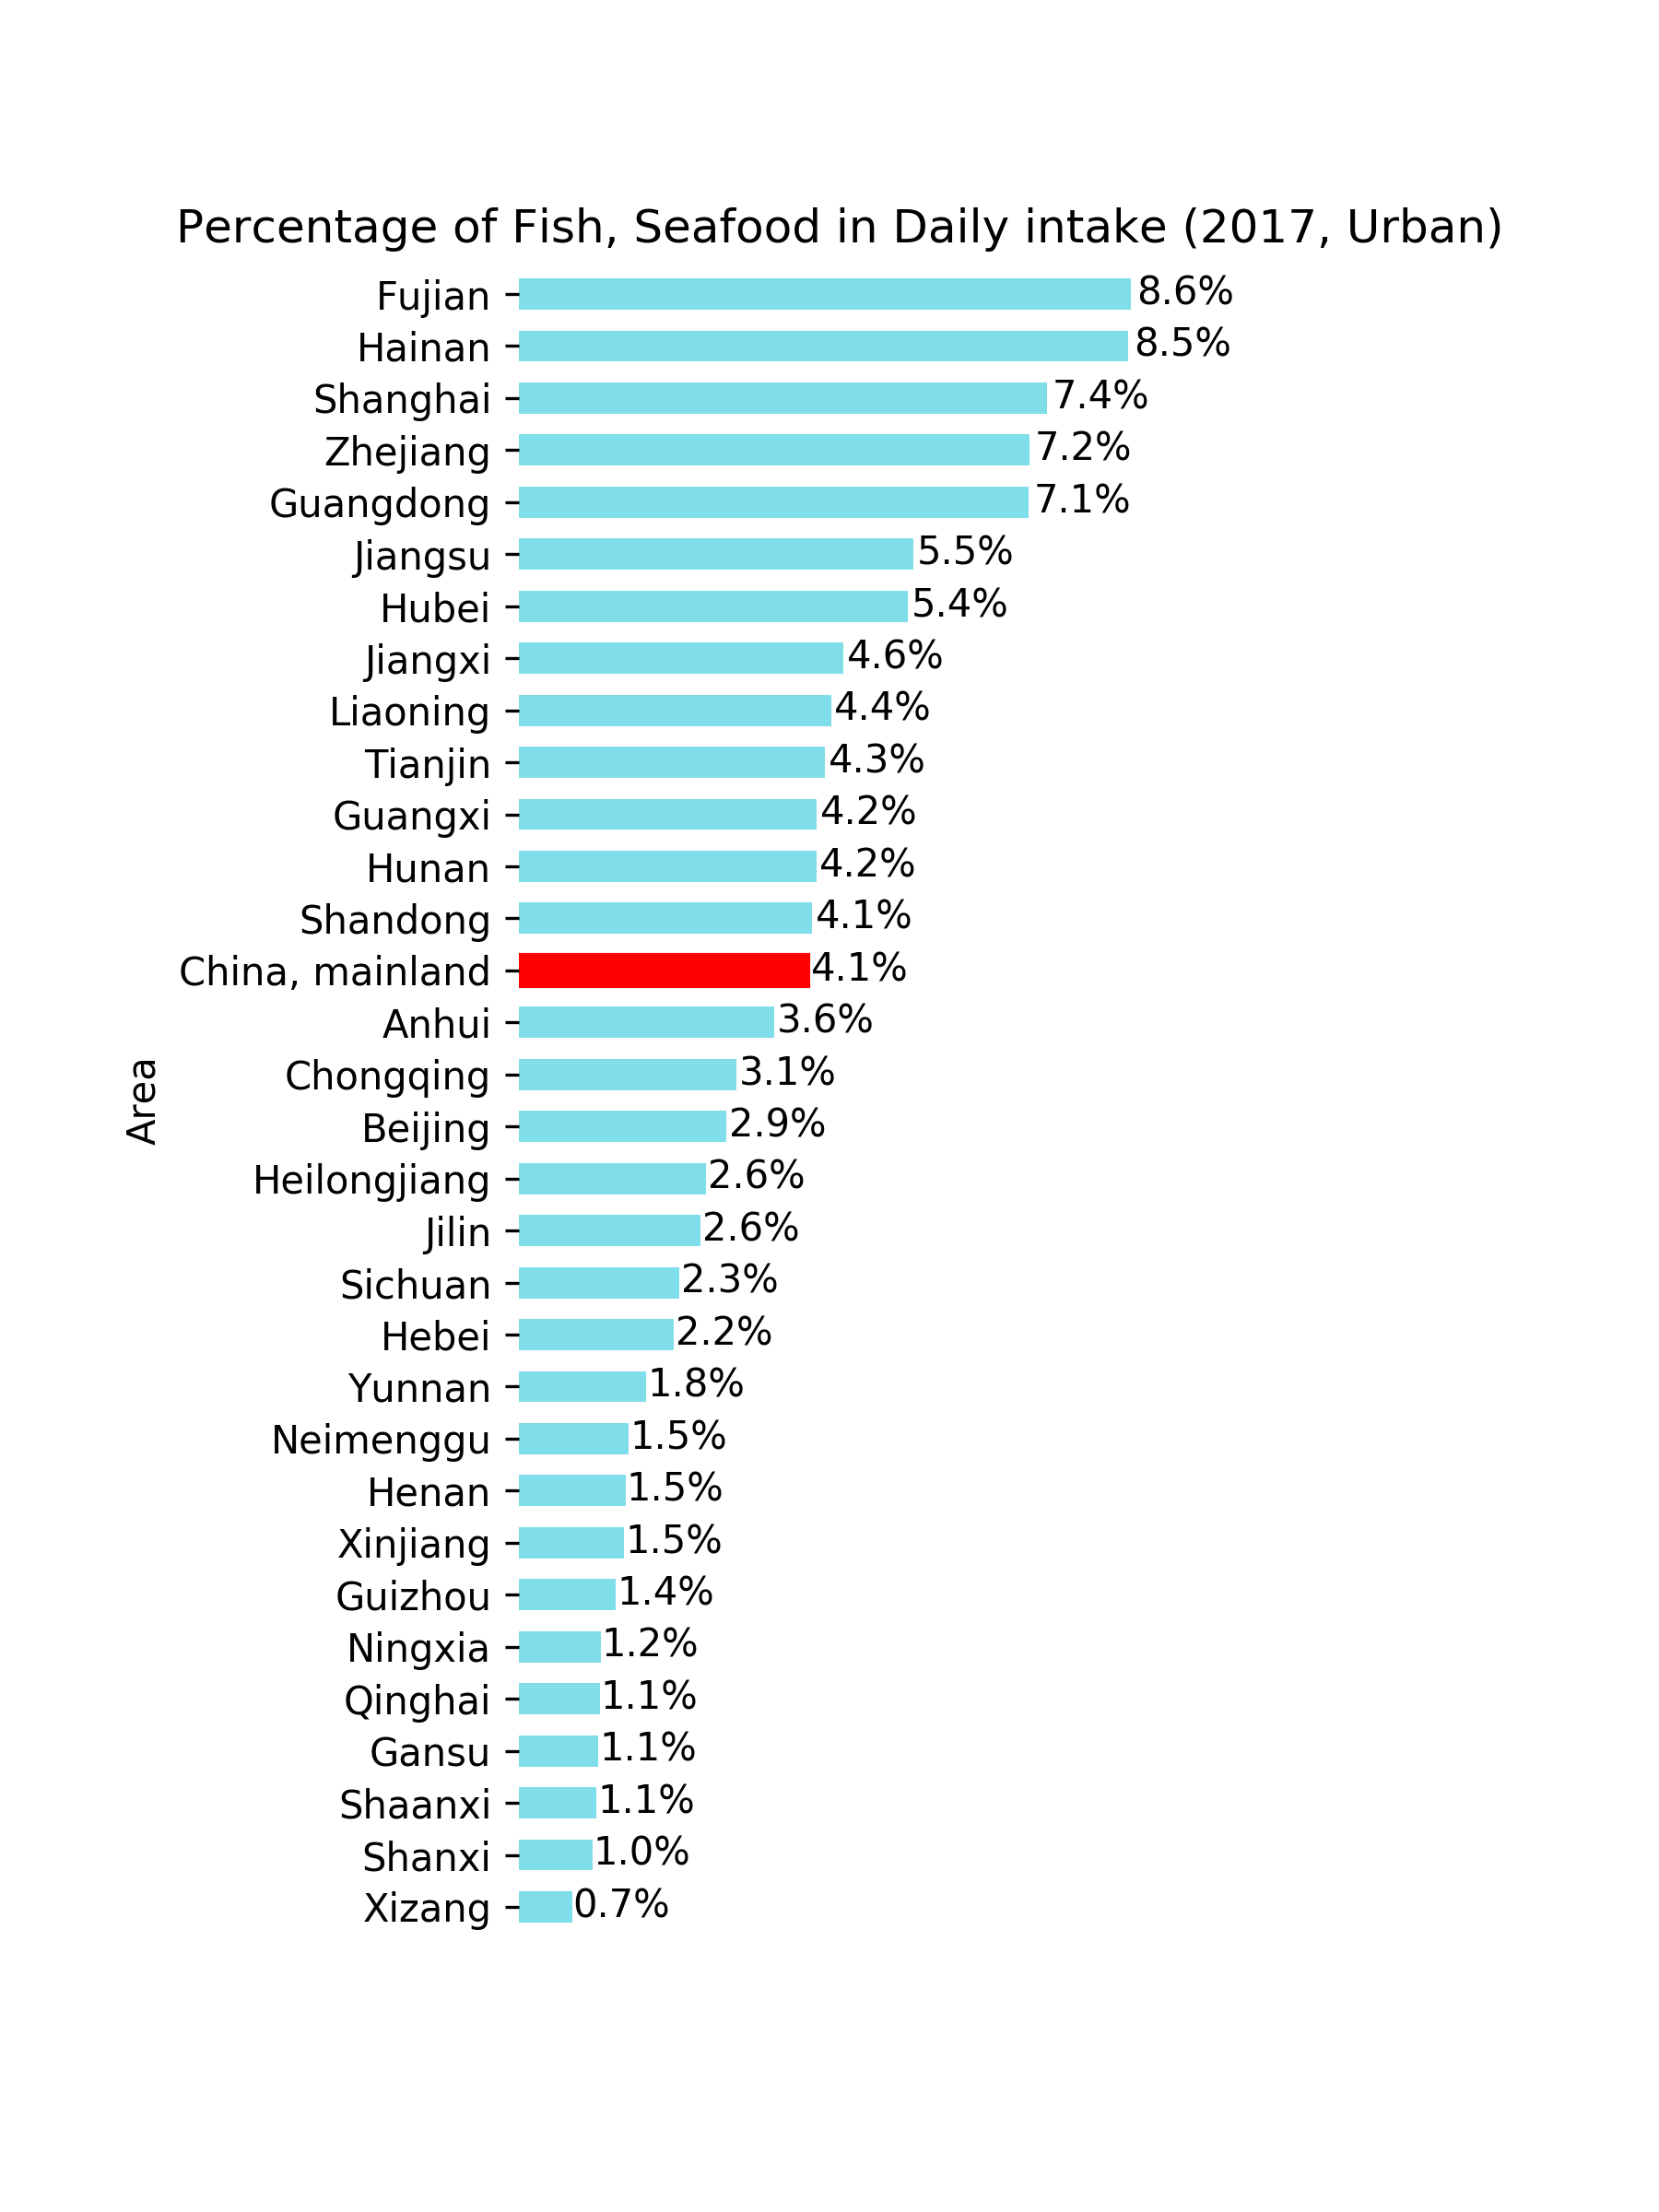 Percentage of Fish, Seafood in Daily intake (2017, Urban)
Fujian 8.6%
Hainan 8.5%
Shanghai 7.4%
Zhejiang 7.2%
Guangdong 7.1%
Jiangsu 5.5%
Hubei 5.4%
Jiangxi 4.6%
Liaoning 4.4%
Tianjin 4.3%
Guangxi 4.2%
Hunan 4.2%
Shandong 4.1%
China, mainland 4.1%
Anhui 3.6%
Chongqing 3.1%
Area
Beijing 2.9%
Heilongjiang 2.6%
Jilin 2.6%
Sichuan 2.3%
Hebei 2.2%
Yunnan 1.8%
Neimenggu 1.5%
Henan 1.5%
Xinjiang 1.5%
Guizhou 1.4%
Ningxia 1.2%
Qinghai 1.1%
Gansu 1.1%
Shaanxi 1.1%
Shanxi 1.0%
Xizang 0.7%